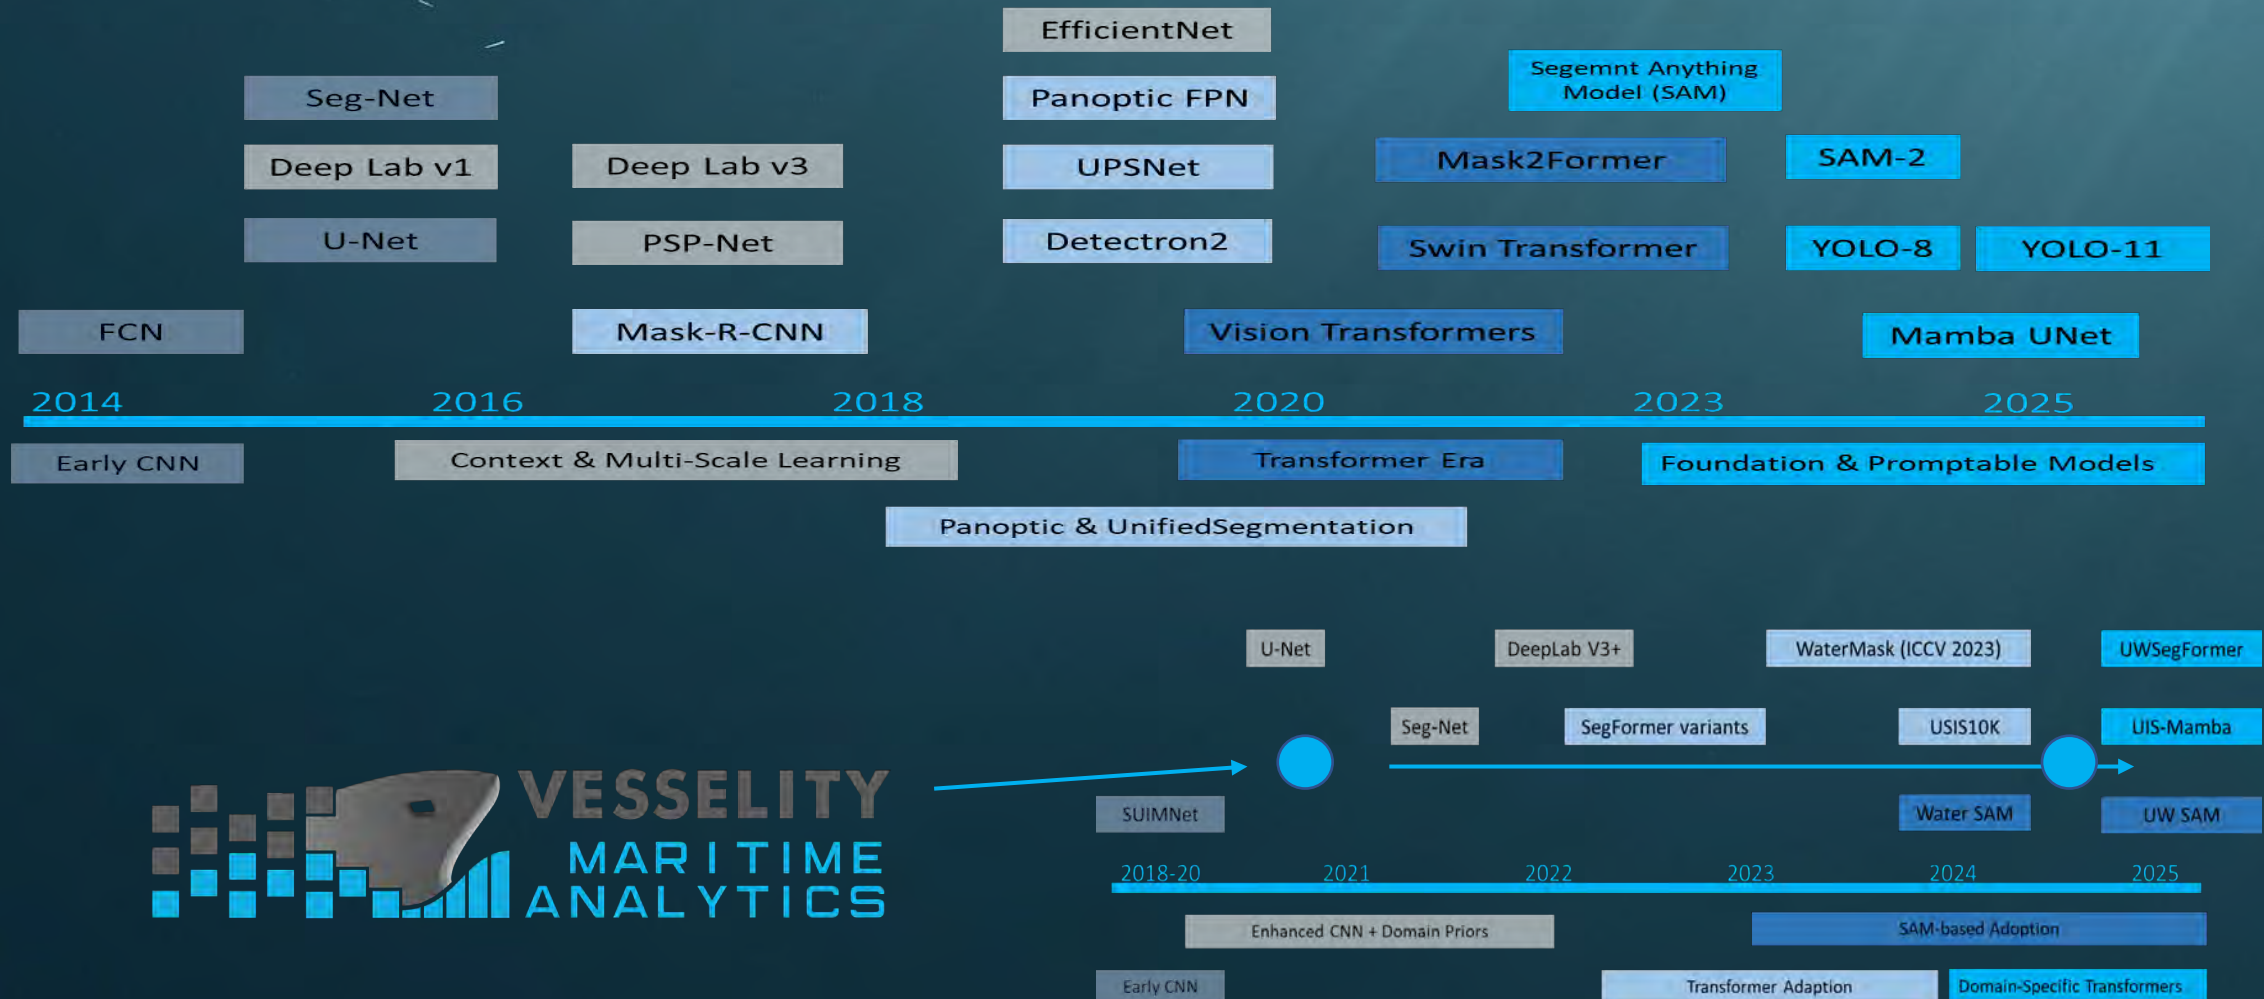 EfficientNet
Segemnt Anything
Model (SAM)
Seg-Net
Panoptic FPN
Deep Lab v1
Deep Lab v3
UPSNet
Mask2Former
SAM-2
U-Net
PSP-Net
Detectron2
Swin Transformer
YOLO-8
YOLO-11
FCN
Mask-R-CNN
Vision Transformers
Mamba UNet
2014
2016
2018
2020
2023
2025
Early CNN
Context & Multi-Scale Learning
Transformer Era
Foundation & Promptable Models
Panoptic & UnifiedSegmentation
U-Net
DeepLab V3+
WaterMask (ICCV 2023)
UWSegFormer
Seg-Net
SegFormer variants
USIS10K
UIS-Mamba
VESSELITY
MARITIME
ANALYTICS
SUIMNet
Water SAM
UW SAM
2018-20
2021
2022
2023
2024
2025
Enhanced CNN + Domain Priors
SAM-based Adoption
Early CNN
Transformer Adaption
Domain-Specific Transformers